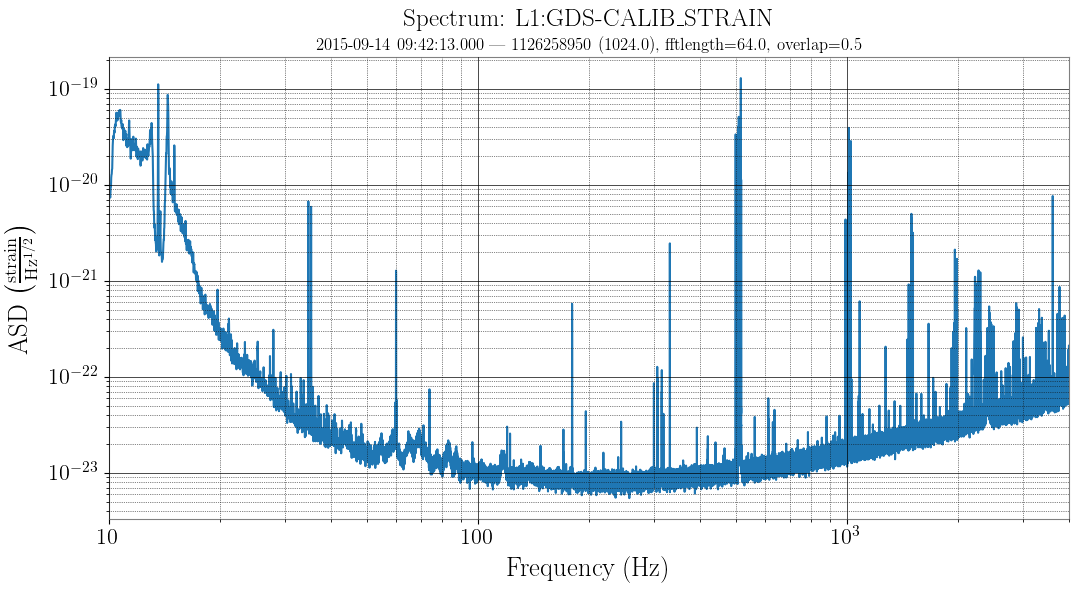 Spectrum: L1:GDS-CALIB_STRAIN
2015-09-14 09:42:13.000 — 1126258950 (1024.0), fftlength=64.0, overlap=0.5
ASD (strain/Hz^{1/2})
10^{-19}
10^{-20}
10^{-21}
10^{-22}
10^{-23}
10 100 10^3
Frequency (Hz)